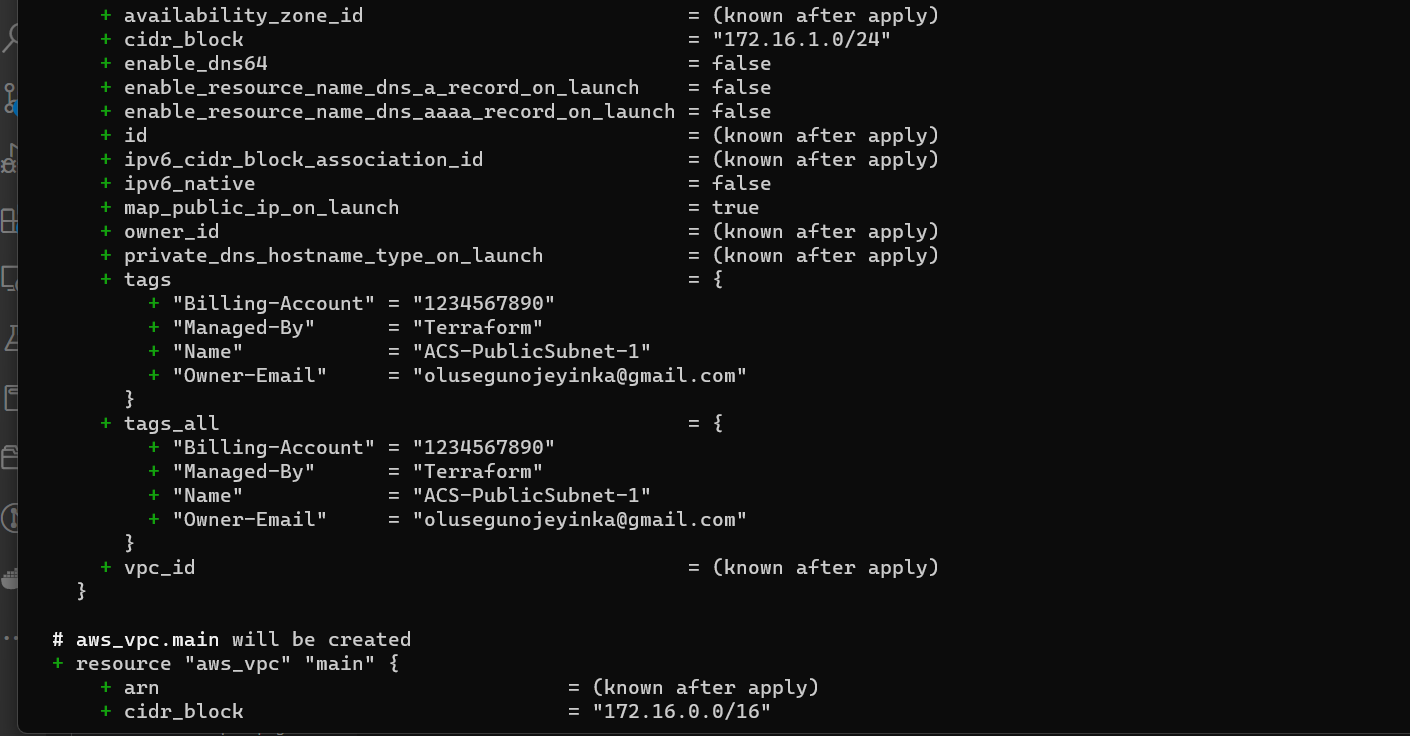 + availability_zone_id = (known after apply)
+ cidr_block = "172.16.1.0/24"
+ enable_dns64 = false
+ enable_resource_name_dns_a_record_on_launch = false
+ enable_resource_name_dns_aaaa_record_on_launch = false
+ id = (known after apply)
+ ipv6_cidr_block_association_id = (known after apply)
+ ipv6_native = false
+ map_public_ip_on_launch = true
+ owner_id = (known after apply)
+ private_dns_hostname_type_on_launch = (known after apply)
+ tags = {
+ "Billing-Account" = "1234567890"
+ "Managed-By" = "Terraform"
+ "Name" = "ACS-PublicSubnet-1"
+ "Owner-Email" = "olusegunojeyinka@gmail.com"
}
+ tags_all = {
+ "Billing-Account" = "1234567890"
+ "Managed-By" = "Terraform"
+ "Name" = "ACS-PublicSubnet-1"
+ "Owner-Email" = "olusegunojeyinka@gmail.com"
}
+ vpc_id = (known after apply)
}
# aws_vpc.main will be created
+ resource "aws_vpc" "main" {
+ arn = (known after apply)
+ cidr_block = "172.16.0.0/16"